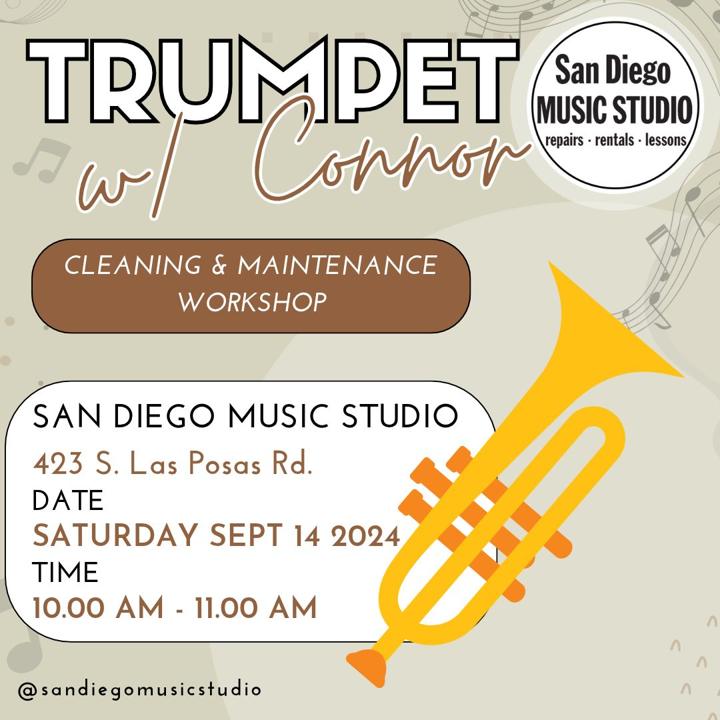 TRUMPET
w/ Connor
San Diego
MUSIC STUDIO
repairs · rentals · lessons
CLEANING & MAINTENANCE
WORKSHOP
SAN DIEGO MUSIC STUDIO
423 S. Las Posas Rd.
DATE
SATURDAY SEPT 14 2024
TIME
10.00 AM - 11.00 AM
@sandiegomusicstudio